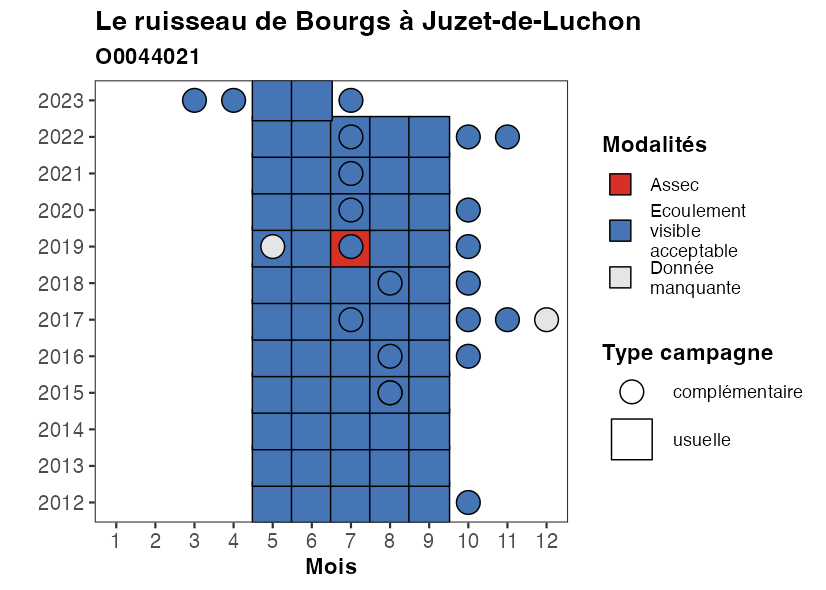 Le ruisseau de Bourgs à Juzet-de-Luchon
O0044021
2023
2022
2021
2020
2019
2018
2017
2016
2015
2014
2013
2012
1 2 3 4 5 6 7 8 9 10 11 12
Mois
Modalités
Assec
Ecoulement
visible
acceptable
Donnée
manquante
Type campagne
complémentaire
usuelle